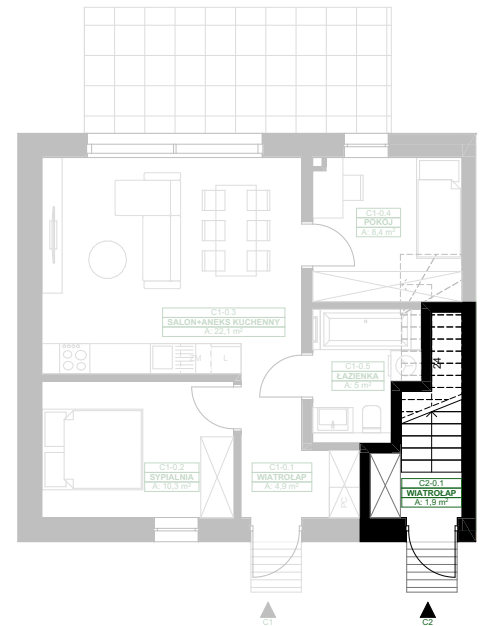 C1-0.4
POKÓJ
A: 8,4 m²
C1-0.3
SALON+ANEKS KUCHENNY
A: 22,1 m²
ZM
L
C1-0.5
ŁAZIENKA
A: 5 m²
24
C1-0.2
SYPIALNIA
A: 10,3 m²
C1-0.1
WIATROŁAP
A: 4,9 m²
C2-0.1
WIATROŁAP
A: 1,9 m²
C1
C2